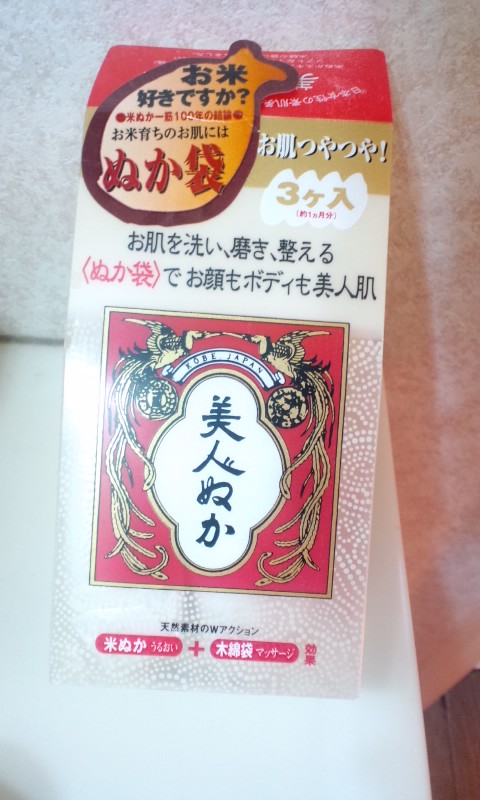 お米
好きですか?
米ぬか一筋100年の結論
お米育ちのお肌には
ぬか袋
お肌つやつや!
3ヶ入
(約1ヵ月分)
お肌を洗い、磨き、整える
〈ぬか袋〉でお顔もボディも美人肌
KOBE JAPAN
美人ぬか
天然素材のWアクション
米ぬか うるおい + 木綿袋 マッサージ 効果